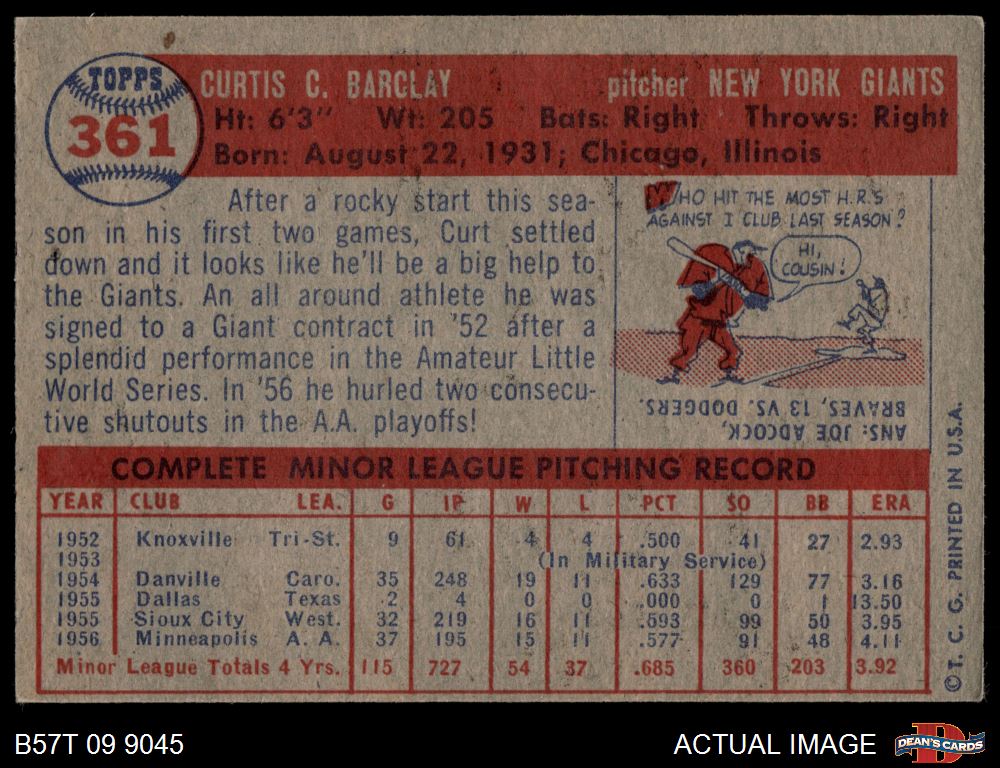 TOPPS
361
CURTIS C. BARCLAY pitcher NEW YORK GIANTS
Ht: 6'3" Wt: 205 Bats: Right Throws: Right
Born: August 22, 1931; Chicago, Illinois
After a rocky start this sea-
son in his first two games, Curt settled
down and it looks like he'll be a big help to
the Giants. An all around athlete he was
signed to a Giant contract in '52 after a
splendid performance in the Amateur Little
World Series. In '56 he hurled two consecu-
tive shutouts in the A.A. playoffs!
WHO HIT THE MOST H.R.'S
AGAINST 1 CLUB LAST SEASON?
HI,
COUSIN!
ANS: JOE ADCOCK,
BRAVES, 13 VS. DODGERS.
COMPLETE MINOR LEAGUE PITCHING RECORD
YEAR CLUB LEA. G IP W L PCT SO BB ERA
1952 Knoxville Tri-St. 9 61 4 4 .500 41 27 2.93
1953 (In Military Service)
1954 Danville Caro. 35 248 19 11 .633 129 77 3.16
1955 Dallas Texas 2 4 0 0 .000 0 1 13.50
1955 Sioux City West. 32 219 16 11 .593 99 50 3.95
1956 Minneapolis A. A. 37 195 15 11 .577 91 48 4.11
Minor League Totals 4 Yrs. 115 727 54 37 .685 360 203 3.92
©T. C. G. PRINTED IN U.S.A.
B57T 09 9045 ACTUAL IMAGE
D
DEAN'S CARDS